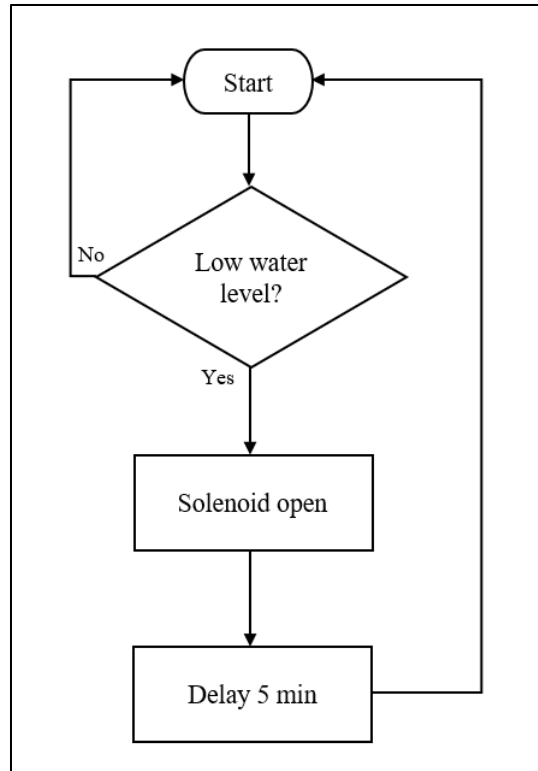 Start
Low water
level?
No
Yes
Solenoid open
Delay 5 min